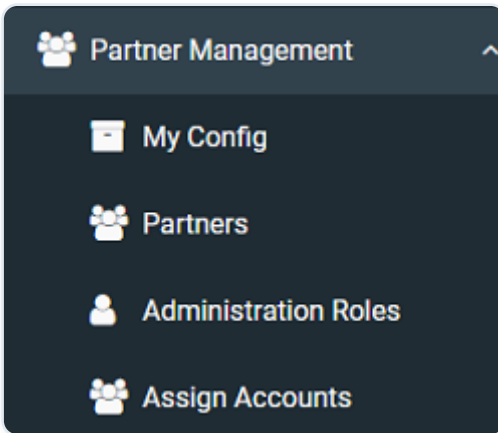 Partner Management
My Config
Partners
Administration Roles
Assign Accounts